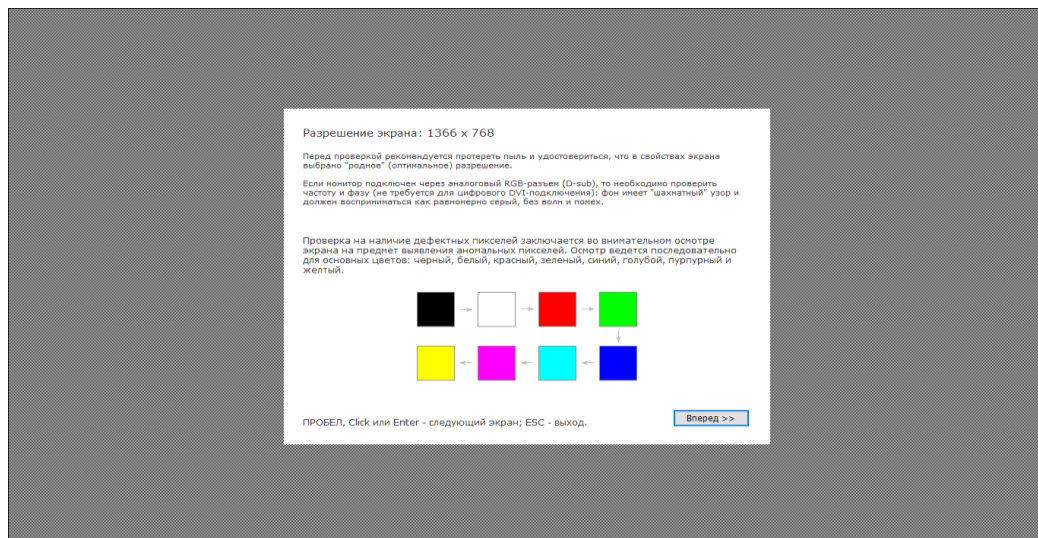 Разрешение экрана: 1366 x 768
Перед проверкой рекомендуется протереть пыль и удостовериться, что в свойствах экрана
выбрано "родное" (оптимальное) разрешение.
Если монитор подключен через аналоговый RGB-разъем (D-sub), то необходимо проверить
частоту и фазу (не требуется для цифрового DVI-подключения): фон имеет "шахматный" узор и
должен восприниматься как равномерно серый, без волн и помех.
Проверка на наличие дефектных пикселей заключается во внимательном осмотре
экрана на предмет выявления аномальных пикселей. Осмотр ведется последовательно
для основных цветов: черный, белый, красный, зеленый, синий, голубой, пурпурный и
желтый.
ПРОБЕЛ, Click или Enter - следующий экран; ESC - выход.
Вперед >>